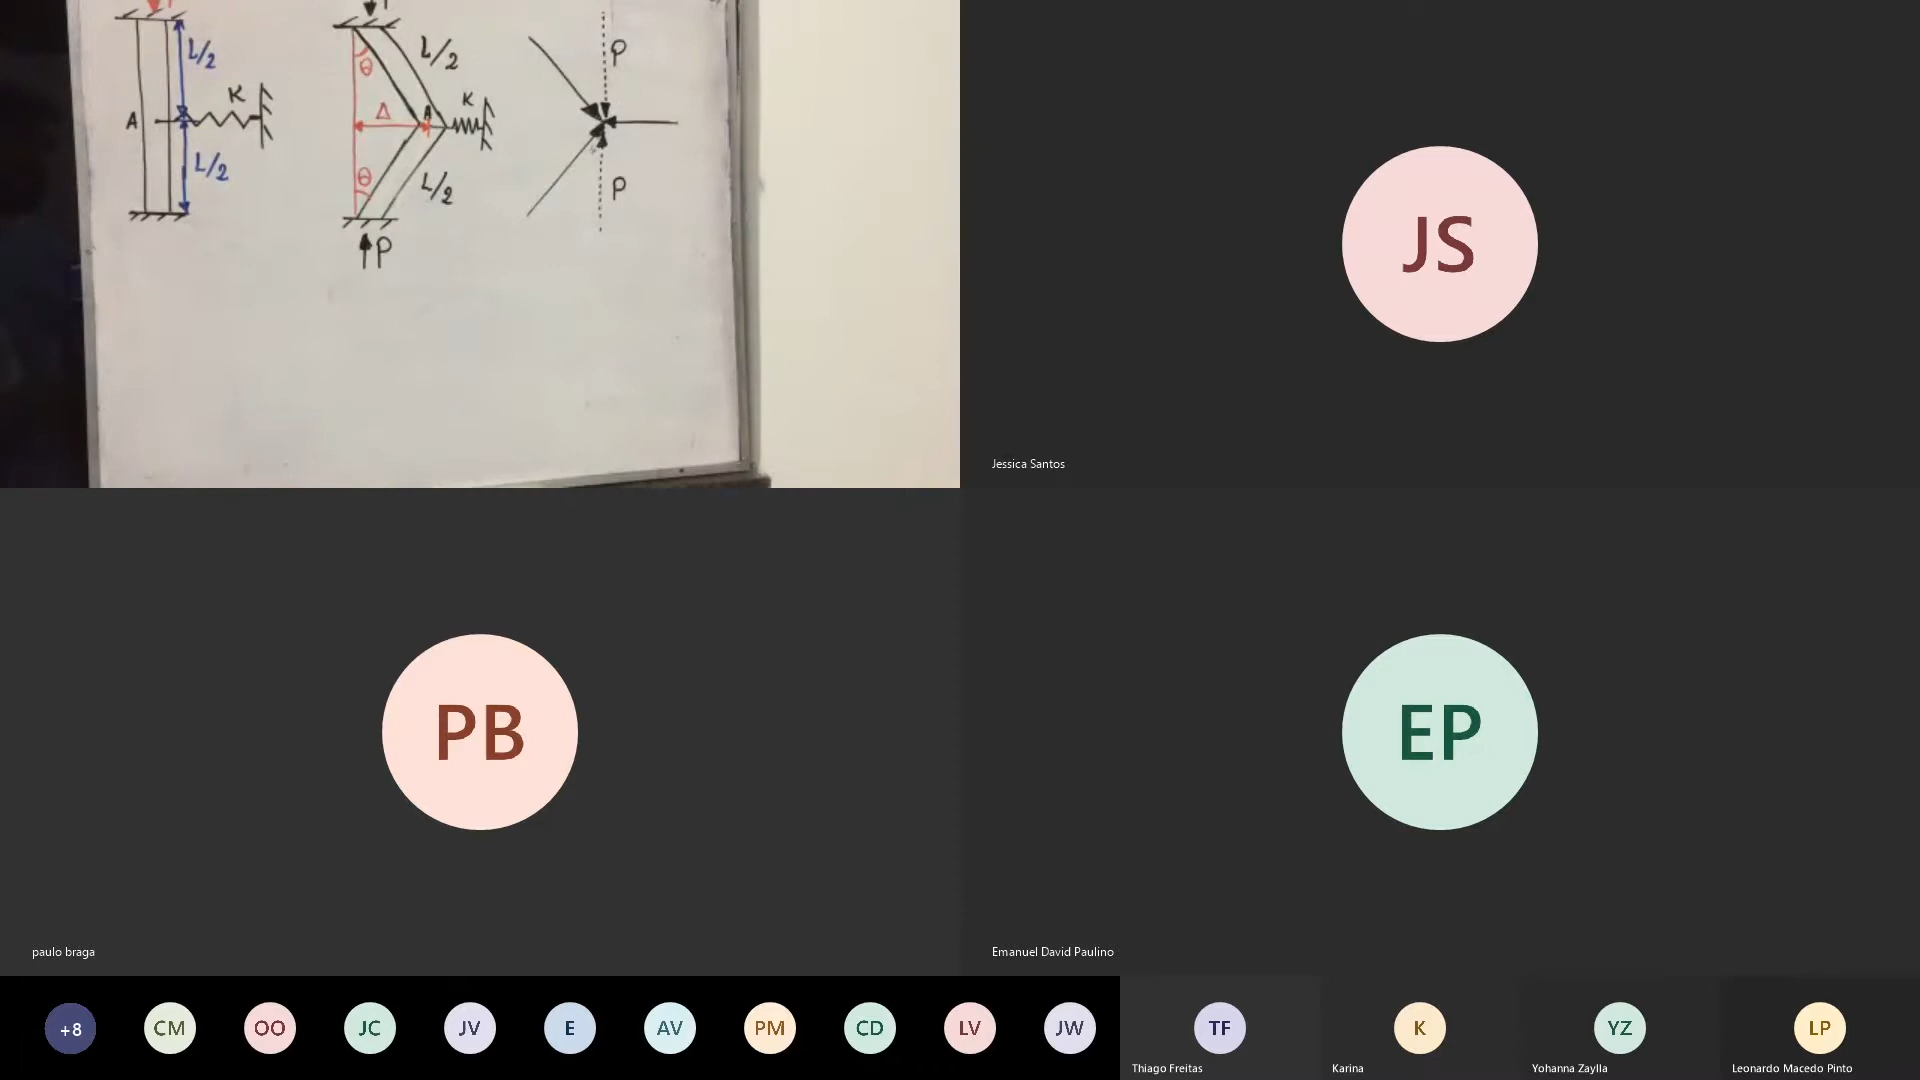 L/2
K
A
L/2
θ
L/2
Δ
A
K
θ
L/2
P
P
P
JS
Jessica Santos
PB
paulo braga
EP
Emanuel David Paulino
+8
CM
OO
JC
JV
E
AV
PM
CD
LV
JW
TF
Thiago Freitas
K
Karina
YZ
Yohanna Zaylla
LP
Leonardo Macedo Pinto